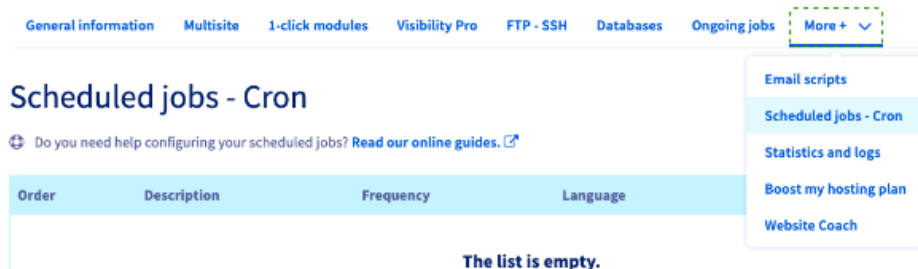 General information Multisite 1-click modules Visibility Pro FTP - SSH Databases Ongoing jobs More +
Email scripts
Scheduled jobs - Cron
Statistics and logs
Boost my hosting plan
Website Coach
Scheduled jobs - Cron
Do you need help configuring your scheduled jobs? Read our online guides.
Order Description Frequency Language
The list is empty.